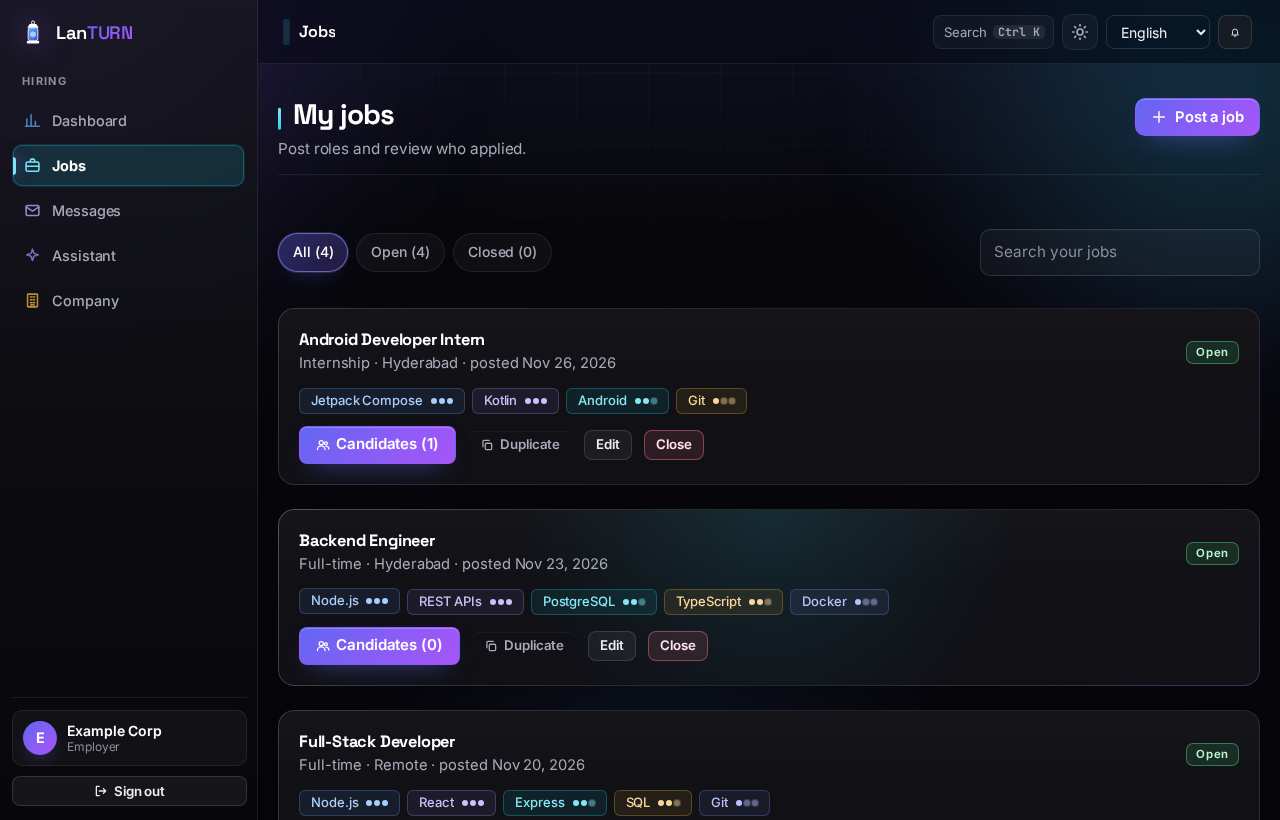 LanTURN
HIRING
Dashboard
Jobs
Messages
Assistant
Company
E
Example Corp
Employer
Sign out
Jobs
Search Ctrl K
English
My jobs
Post roles and review who applied.
Post a job
All (4)
Open (4)
Closed (0)
Search your jobs
Android Developer Intern
Internship · Hyderabad · posted Nov 26, 2026
Open
Jetpack Compose
Kotlin
Android
Git
Candidates (1)
Duplicate
Edit
Close
Backend Engineer
Full-time · Hyderabad · posted Nov 23, 2026
Open
Node.js
REST APIs
PostgreSQL
TypeScript
Docker
Candidates (0)
Duplicate
Edit
Close
Full-Stack Developer
Full-time · Remote · posted Nov 20, 2026
Open
Node.js
React
Express
SQL
Git